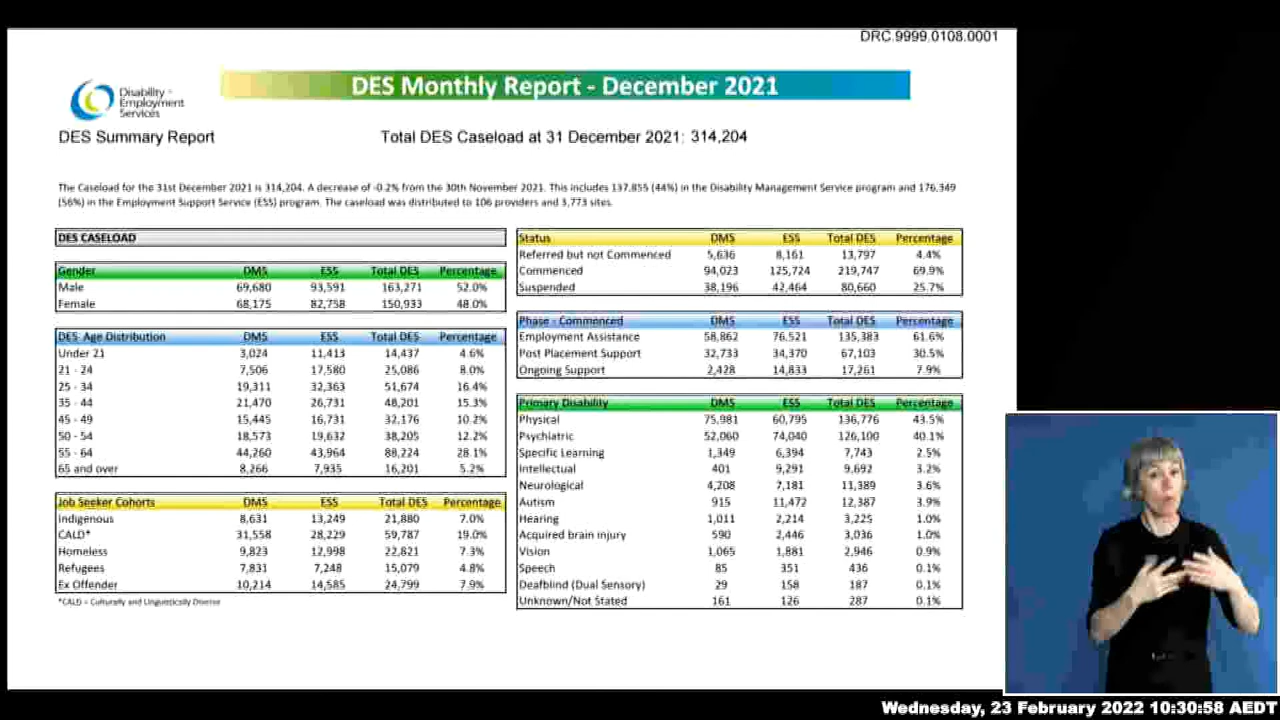 DRC.9999.0108.0001
DES Monthly Report - December 2021
Disability
Employment
Services
DES Summary Report
Total DES Caseload at 31 December 2021: 314,204
The Caseload for the 31st December 2021 is 314,204. A decrease of -0.2% from the 30th November 2021. This includes 137,855 (44%) in the Disability Management Service program and 176,349
(56%) in the Employment Support Service (ESS) program. The caseload was distributed to 106 providers and 3,773 sites.
DES CASELOAD
Gender DMS ESS Total DES Percentage
Male 69,680 93,591 163,271 52.0%
Female 68,175 82,758 150,933 48.0%
DES Age Distribution DMS ESS Total DES Percentage
Under 21 3,024 11,413 14,437 4.6%
21 - 24 7,506 17,580 25,086 8.0%
25 - 34 19,311 32,363 51,674 16.4%
35 - 44 21,470 26,731 48,201 15.3%
45 - 49 15,445 16,731 32,176 10.2%
50 - 54 18,573 19,632 38,205 12.2%
55 - 64 44,260 43,964 88,224 28.1%
65 and over 8,266 7,935 16,201 5.2%
Job Seeker Cohorts DMS ESS Total DES Percentage
Indigenous 8,631 13,249 21,880 7.0%
CALD* 31,558 28,229 59,787 19.0%
Homeless 9,823 12,998 22,821 7.3%
Refugees 7,831 7,248 15,079 4.8%
Ex Offender 10,214 14,585 24,799 7.9%
*CALD = Culturally and Linguistically Diverse
Status DMS ESS Total DES Percentage
Referred but not Commenced 5,636 8,161 13,797 4.4%
Commenced 94,023 125,724 219,747 69.9%
Suspended 38,196 42,464 80,660 25.7%
Phase - Commenced DMS ESS Total DES Percentage
Employment Assistance 58,862 76,521 135,383 61.6%
Post Placement Support 32,733 34,370 67,103 30.5%
Ongoing Support 2,428 14,833 17,261 7.9%
Primary Disability DMS ESS Total DES Percentage
Physical 75,981 60,795 136,776 43.5%
Psychiatric 52,060 74,040 126,100 40.1%
Specific Learning 1,349 6,394 7,743 2.5%
Intellectual 401 9,291 9,692 3.2%
Neurological 4,208 7,181 11,389 3.6%
Autism 915 11,472 12,387 3.9%
Hearing 1,011 2,214 3,225 1.0%
Acquired brain injury 590 2,446 3,036 1.0%
Vision 1,065 1,881 2,946 0.9%
Speech 85 351 436 0.1%
Deafblind (Dual Sensory) 29 158 187 0.1%
Unknown/Not Stated 161 126 287 0.1%
Wednesday, 23 February 2022 10:30:58 AEDT